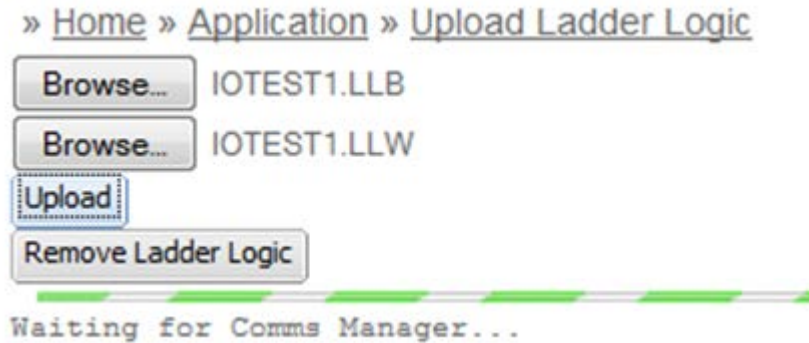 » Home » Application » Upload Ladder Logic
Browse... IOTEST1.LLB
Browse... IOTEST1.LLW
Upload
Remove Ladder Logic
Waiting for Comms Manager...